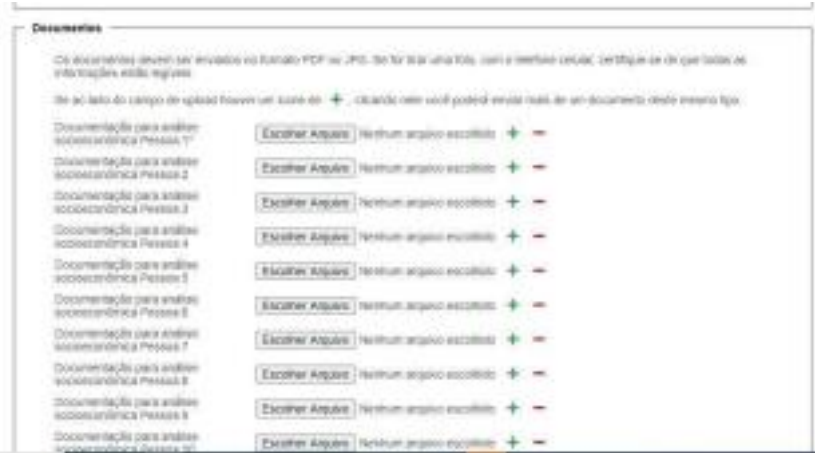 Documentos
Os documentos devem ser enviados no formato PDF ou JPG. Se for tirar uma foto, com o telefone celular, certifique-se de que todas as
informações estão legíveis.
Se ao lado do campo de upload houver um ícone de + , clicando nele você poderá enviar mais de um documento deste mesmo tipo.
Documentação para análise
socioeconômica Pessoa 1*
Escolher Arquivo Nenhum arquivo escolhido + −
Documentação para análise
socioeconômica Pessoa 2
Escolher Arquivo Nenhum arquivo escolhido + −
Documentação para análise
socioeconômica Pessoa 3
Escolher Arquivo Nenhum arquivo escolhido + −
Documentação para análise
socioeconômica Pessoa 4
Escolher Arquivo Nenhum arquivo escolhido + −
Documentação para análise
socioeconômica Pessoa 5
Escolher Arquivo Nenhum arquivo escolhido + −
Documentação para análise
socioeconômica Pessoa 6
Escolher Arquivo Nenhum arquivo escolhido + −
Documentação para análise
socioeconômica Pessoa 7
Escolher Arquivo Nenhum arquivo escolhido + −
Documentação para análise
socioeconômica Pessoa 8
Escolher Arquivo Nenhum arquivo escolhido + −
Documentação para análise
socioeconômica Pessoa 9
Escolher Arquivo Nenhum arquivo escolhido + −
Documentação para análise
socioeconômica Pessoa 10
Escolher Arquivo Nenhum arquivo escolhido + −